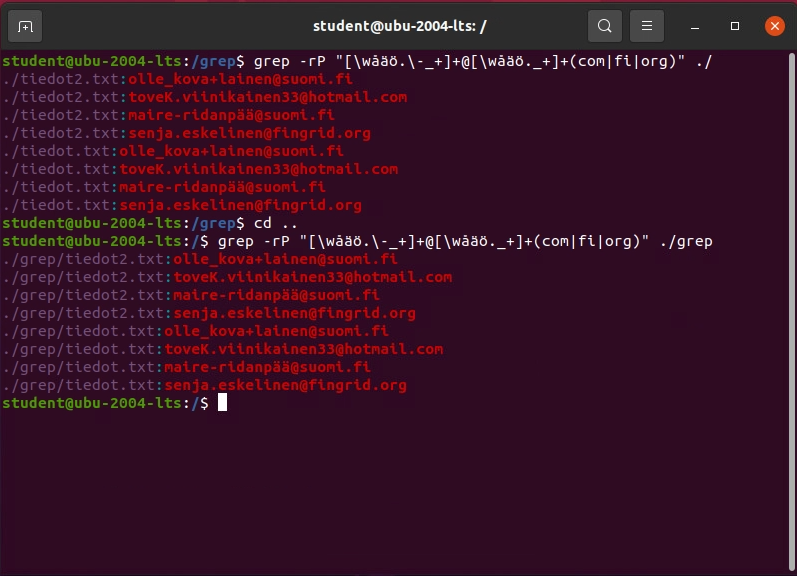 student@ubu-2004-lts: /
student@ubu-2004-lts:/grep$ grep -rP "[\wåäö.\-_+]+@[\wåäö._+]+(com|fi|org)" ./
./tiedot2.txt:olle_kova+lainen@suomi.fi
./tiedot2.txt:toveK.viinikainen33@hotmail.com
./tiedot2.txt:maire-ridanpää@suomi.fi
./tiedot2.txt:senja.eskelinen@fingrid.org
./tiedot.txt:olle_kova+lainen@suomi.fi
./tiedot.txt:toveK.viinikainen33@hotmail.com
./tiedot.txt:maire-ridanpää@suomi.fi
./tiedot.txt:senja.eskelinen@fingrid.org
student@ubu-2004-lts:/grep$ cd ..
student@ubu-2004-lts:/$ grep -rP "[\wåäö.\-_+]+@[\wåäö._+]+(com|fi|org)" ./grep
./grep/tiedot2.txt:olle_kova+lainen@suomi.fi
./grep/tiedot2.txt:toveK.viinikainen33@hotmail.com
./grep/tiedot2.txt:maire-ridanpää@suomi.fi
./grep/tiedot2.txt:senja.eskelinen@fingrid.org
./grep/tiedot.txt:olle_kova+lainen@suomi.fi
./grep/tiedot.txt:toveK.viinikainen33@hotmail.com
./grep/tiedot.txt:maire-ridanpää@suomi.fi
./grep/tiedot.txt:senja.eskelinen@fingrid.org
student@ubu-2004-lts:/$